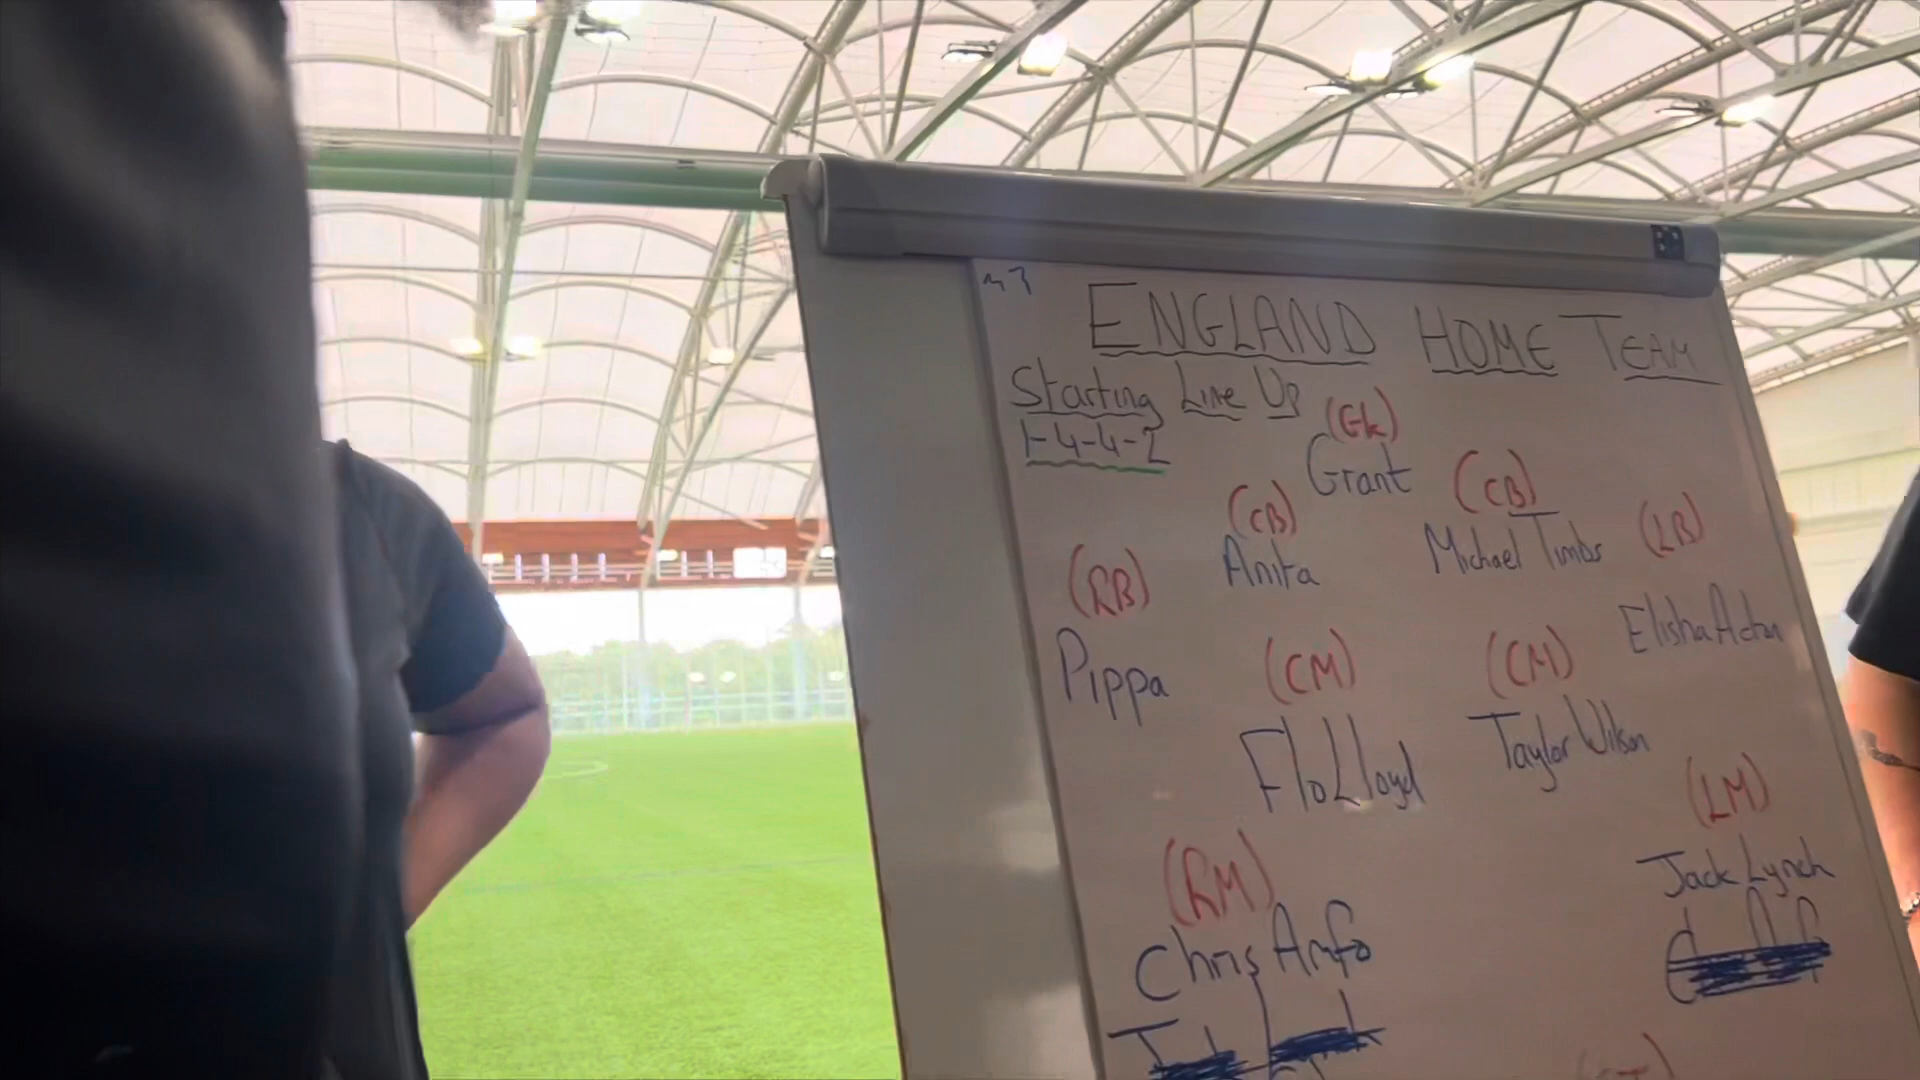 ENGLAND HOME TEAM
Starting Line Up
1-4-4-2
(GK)
Grant
(CB)
Anita
(CB)
Michael Timbs
(LB)
Elisha Acton
(RB)
Pippa
(CM)
Flo Lloyd
(CM)
Taylor Wilson
(LM)
Jack Lynch
(RM)
Chris Amfo